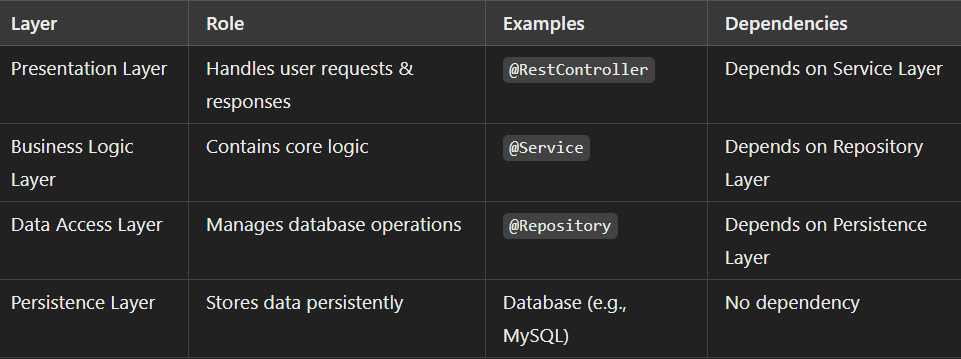 Layer Role Examples Dependencies
Presentation Layer Handles user requests & @RestController Depends on Service Layer
responses
Business Logic Contains core logic @Service Depends on Repository
Layer Layer
Data Access Layer Manages database operations @Repository Depends on Persistence
Layer
Persistence Layer Stores data persistently Database (e.g., No dependency
MySQL)